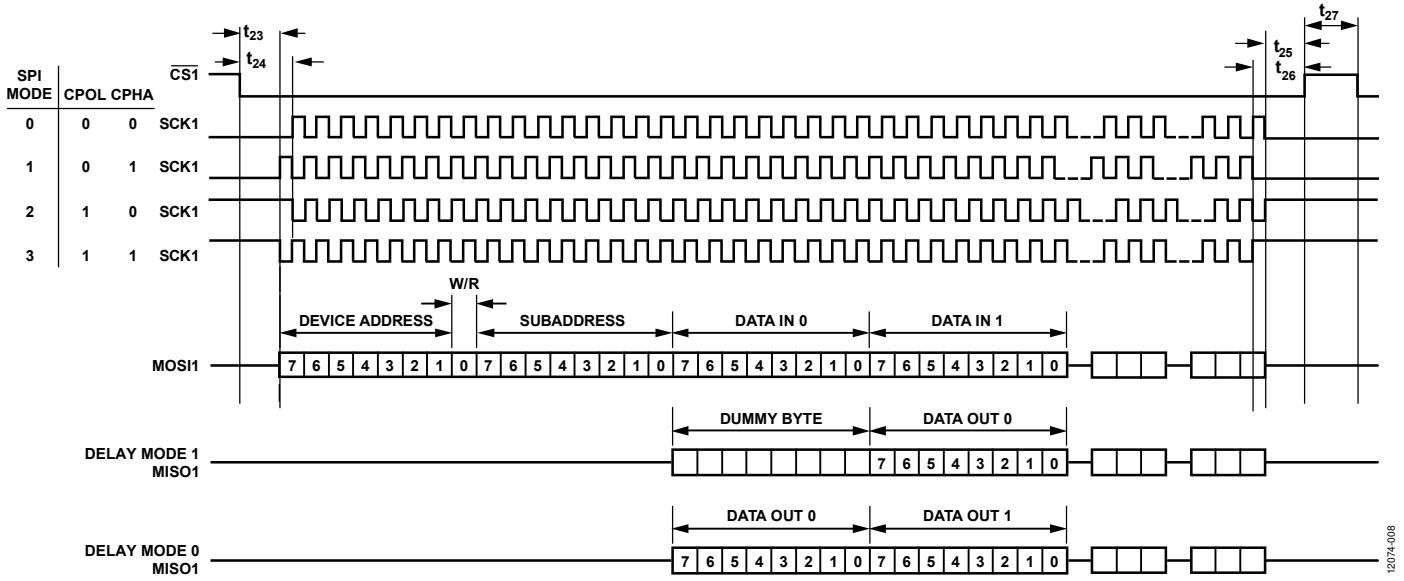 t23
t27
t25
t24
t26
SPI MODE CPOL CPHA CS1
0 0 0 SCK1
1 0 1 SCK1
2 1 0 SCK1
3 1 1 SCK1
W/R
DEVICE ADDRESS SUBADDRESS DATA IN 0 DATA IN 1
MOSI1 7 6 5 4 3 2 1 0 7 6 5 4 3 2 1 0 7 6 5 4 3 2 1 0 7 6 5 4 3 2 1 0
DUMMY BYTE DATA OUT 0
DELAY MODE 1
MISO1 7 6 5 4 3 2 1 0
DATA OUT 0 DATA OUT 1
DELAY MODE 0
MISO1 7 6 5 4 3 2 1 0 7 6 5 4 3 2 1 0
12074-008